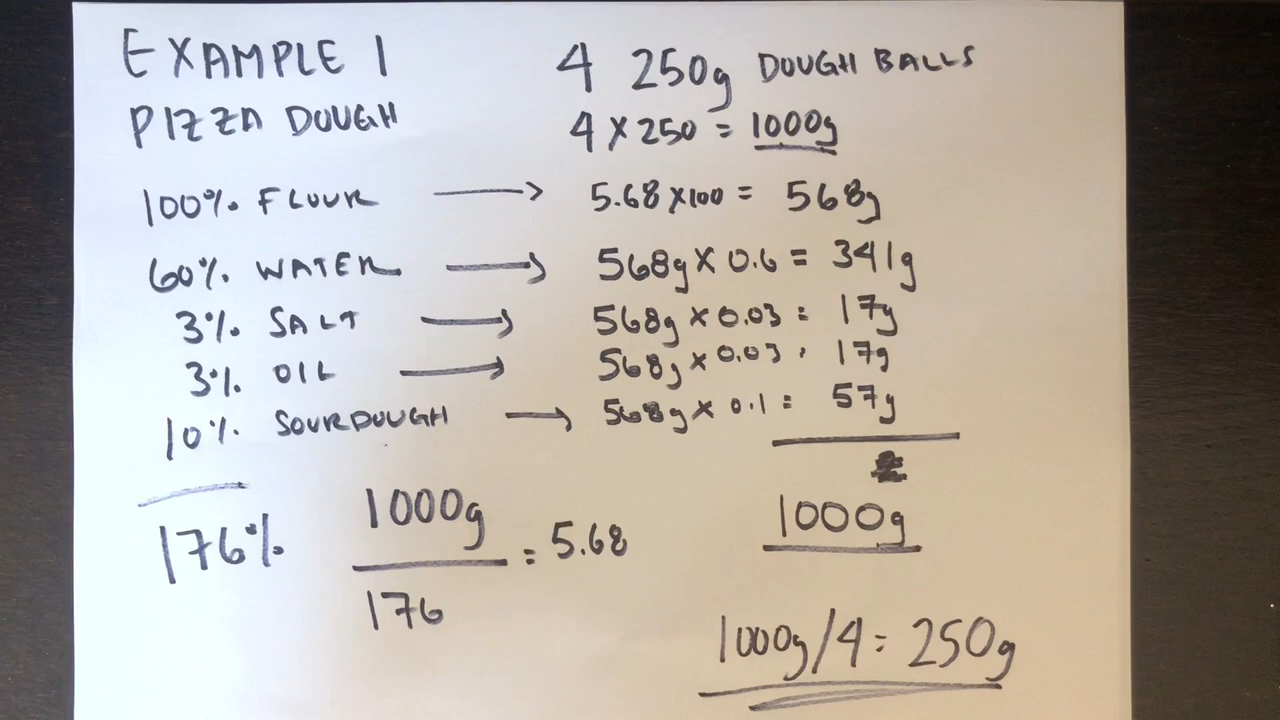 EXAMPLE 1
PIZZA DOUGH
4 250g DOUGH BALLS
4 x 250 = 1000g
100% FLOUR → 5.68 x 100 = 568g
60% WATER → 568g x 0.6 = 341g
3% SALT → 568g x 0.03 = 17g
3% OIL → 568g x 0.03 = 17g
10% SOURDOUGH → 568g x 0.1 = 57g
176%
1000g
176
= 5.68
1000g
1000g/4 = 250g